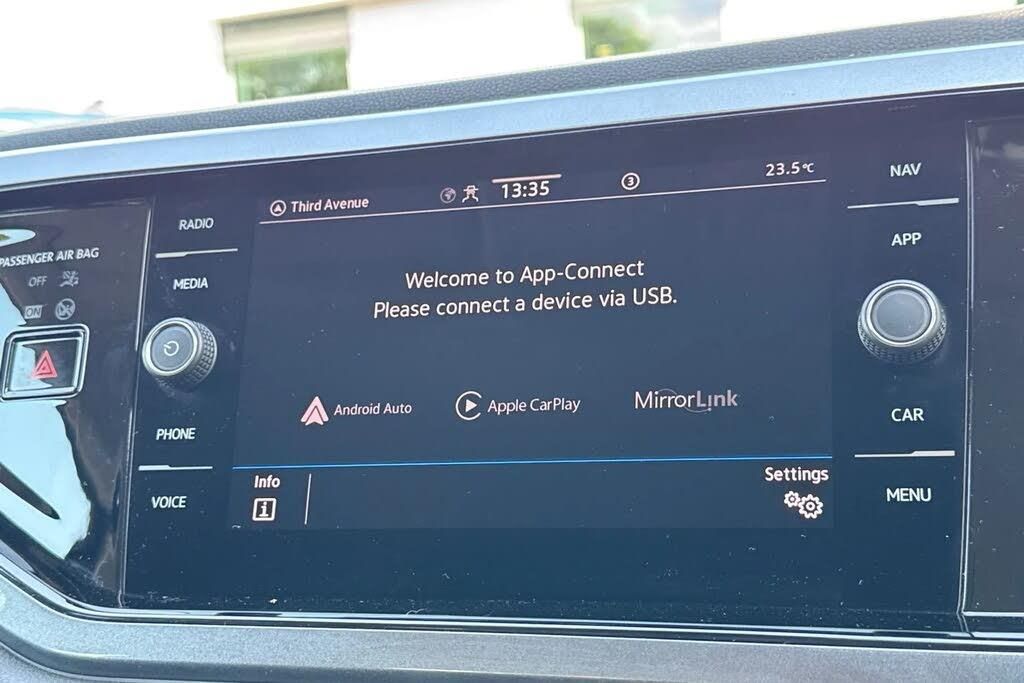 PASSENGER AIR BAG
OFF
ON
RADIO
MEDIA
PHONE
VOICE
Third Avenue
13:35
3
23.5°C
Welcome to App-Connect
Please connect a device via USB.
Android Auto
Apple CarPlay
MirrorLink
Info
i
Settings
NAV
APP
CAR
MENU